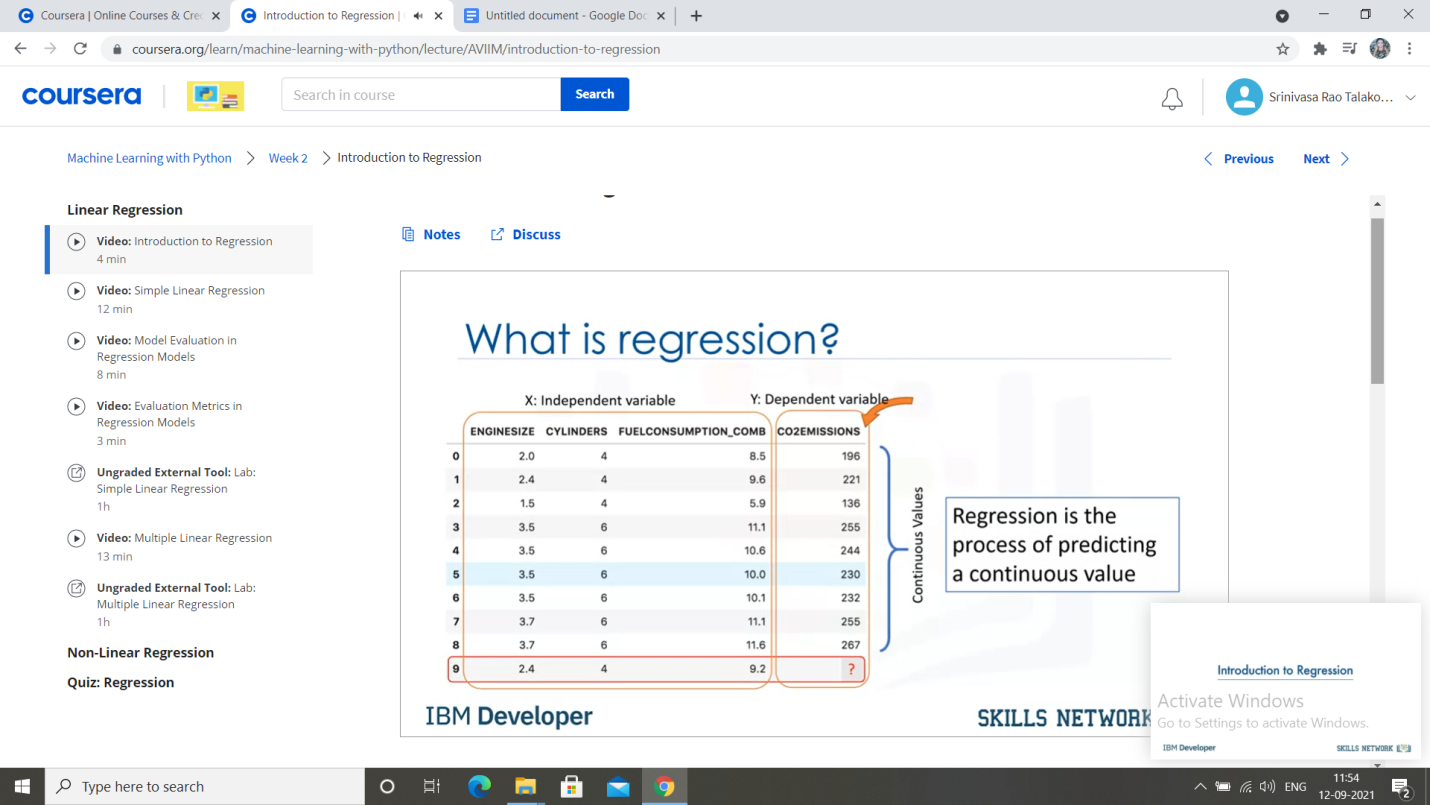 Coursera | Online Courses & Cre
Introduction to Regression |
Untitled document - Google Doc
coursera.org/learn/machine-learning-with-python/lecture/AVIIM/introduction-to-regression
coursera
Search in course
Search
Srinivasa Rao Talako...
Machine Learning with Python
Week 2
Introduction to Regression
Previous
Next
Linear Regression
Video: Introduction to Regression
4 min
Video: Simple Linear Regression
12 min
Video: Model Evaluation in
Regression Models
8 min
Video: Evaluation Metrics in
Regression Models
3 min
Ungraded External Tool: Lab:
Simple Linear Regression
1h
Video: Multiple Linear Regression
13 min
Ungraded External Tool: Lab:
Multiple Linear Regression
1h
Non-Linear Regression
Quiz: Regression
Notes
Discuss
What is regression?
X: Independent variable
Y: Dependent variable
ENGINESIZE CYLINDERS FUELCONSUMPTION_COMB CO2EMISSIONS
0 2.0 4 8.5 196
1 2.4 4 9.6 221
2 1.5 4 5.9 136
3 3.5 6 11.1 255
4 3.5 6 10.6 244
5 3.5 6 10.0 230
6 3.5 6 10.1 232
7 3.7 6 11.1 255
8 3.7 6 11.6 267
9 2.4 4 9.2 ?
Continuous Values
Regression is the
process of predicting
a continuous value
IBM Developer
SKILLS NETWORK
Introduction to Regression
Activate Windows
Go to Settings to activate Windows.
IBM Developer
SKILLS NETWORK
Type here to search
ENG
11:54
12-09-2021
2